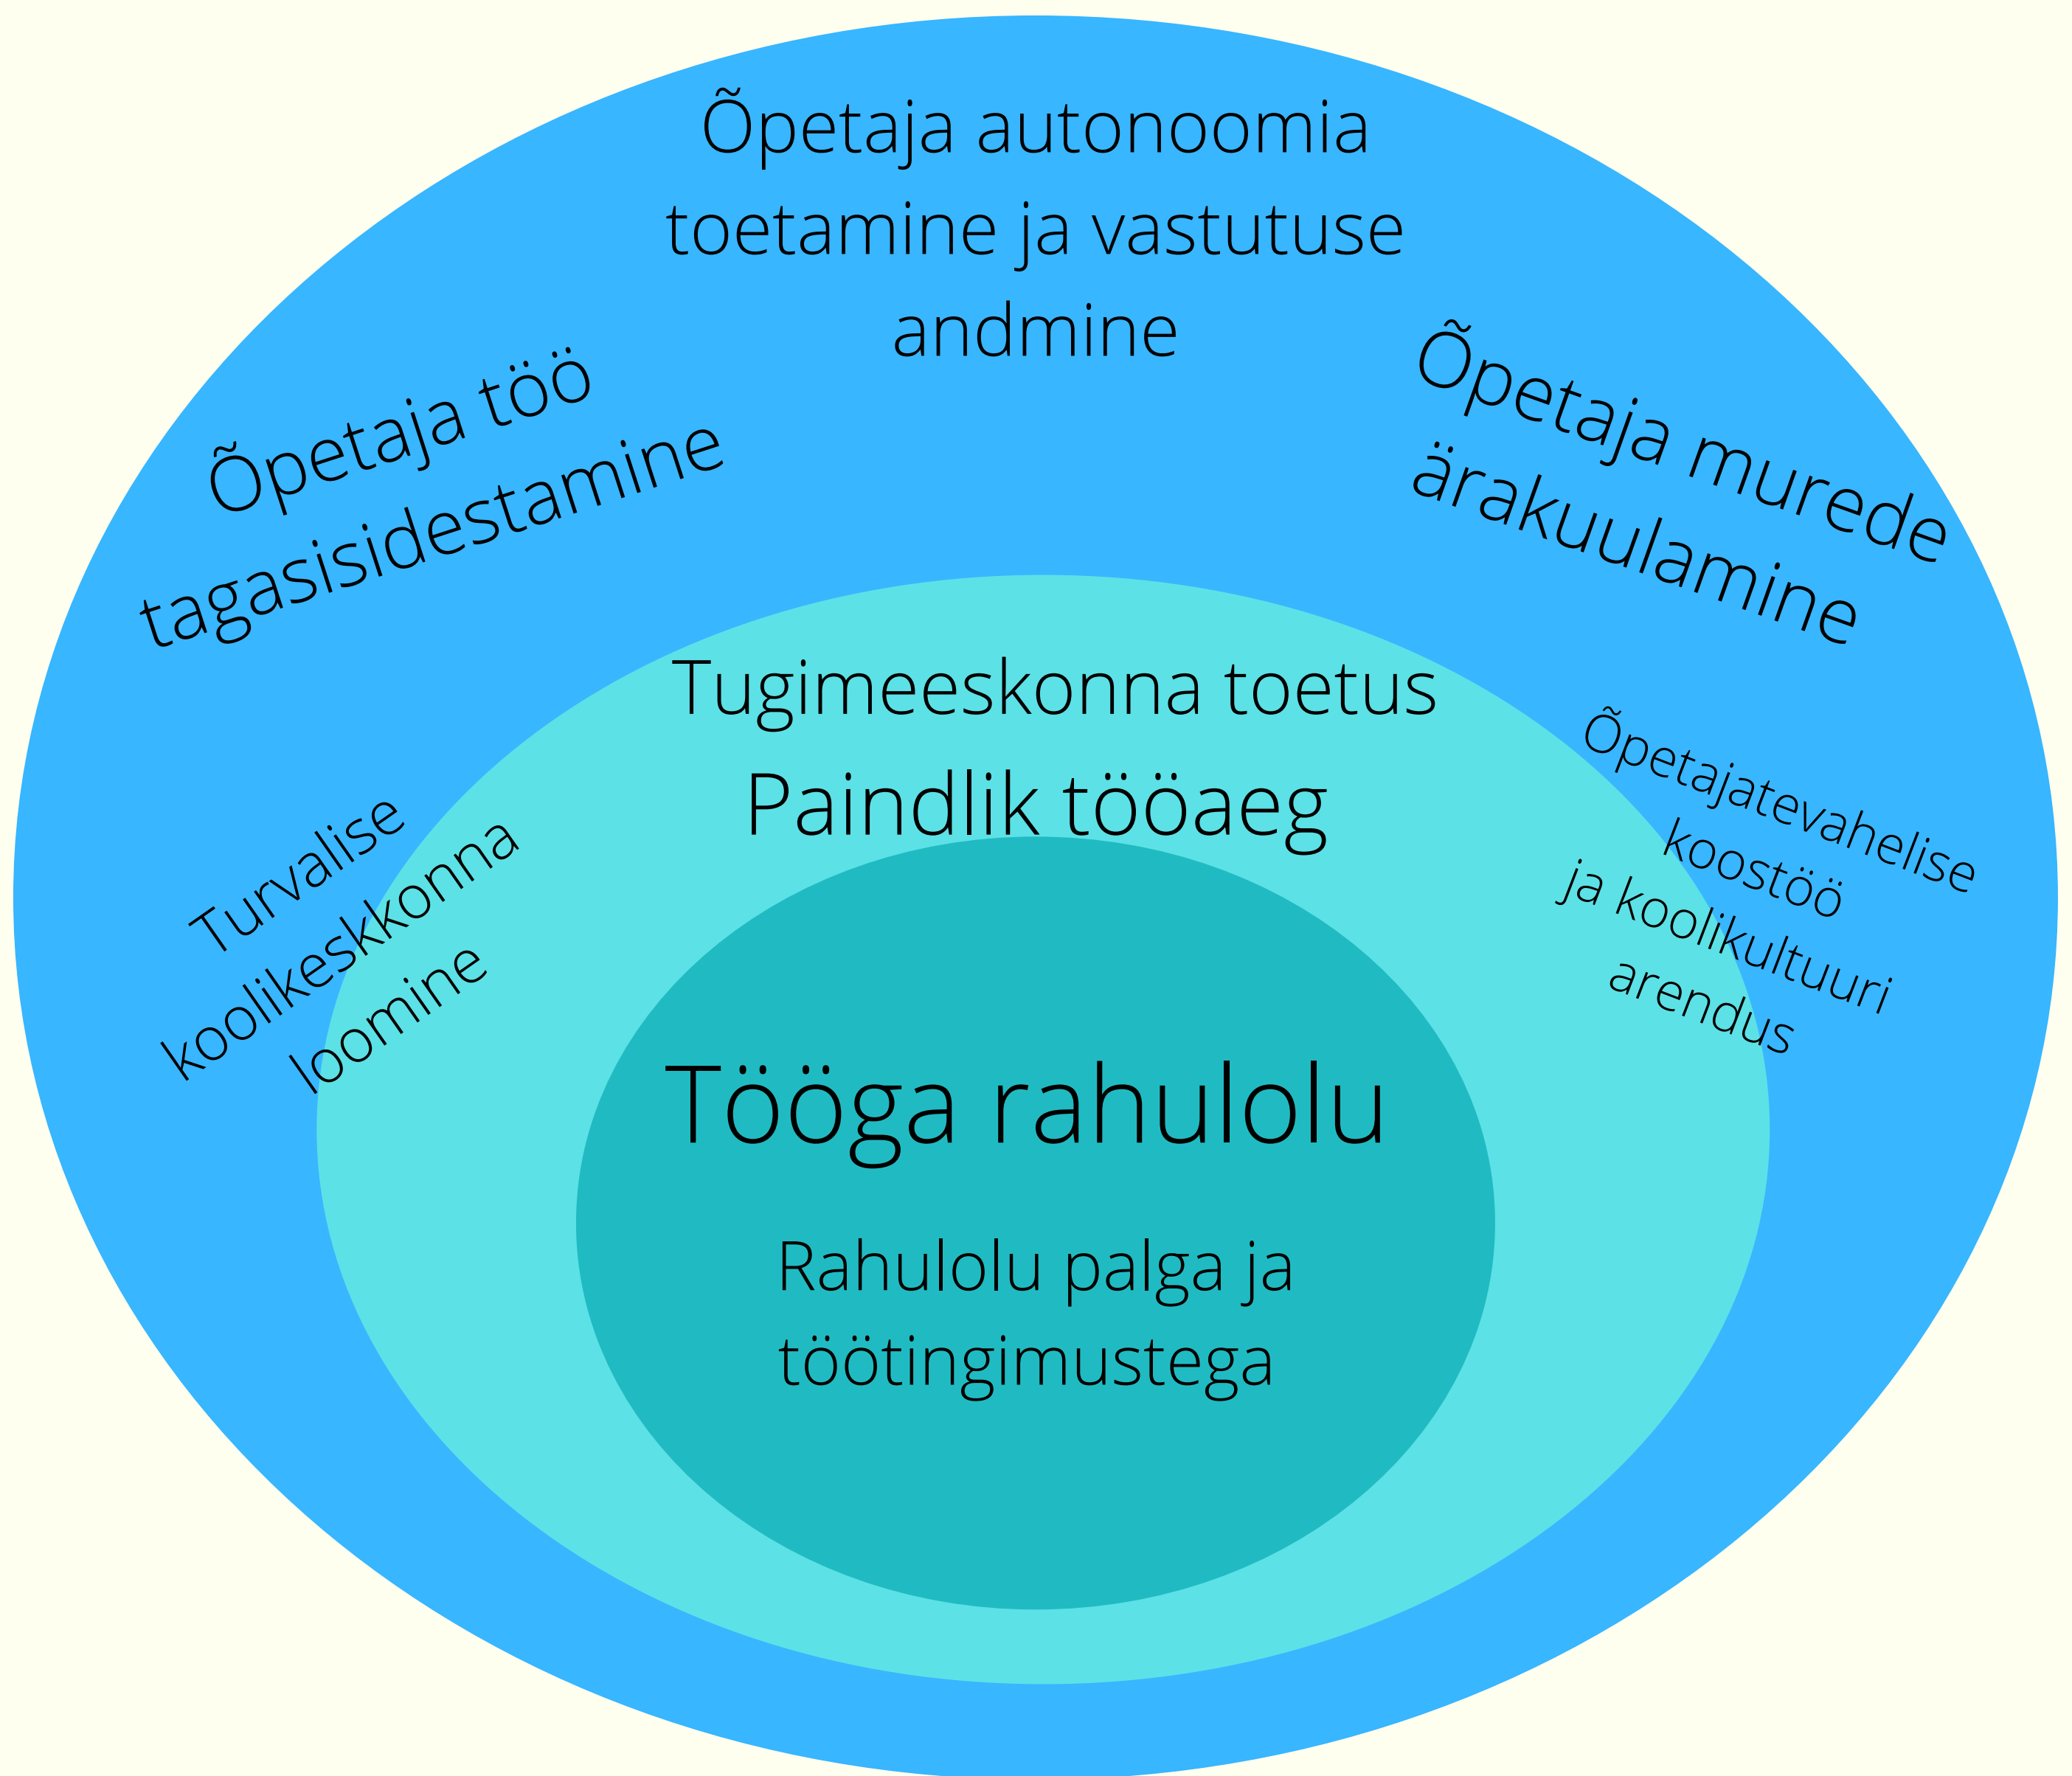 Õpetaja autonoomia
toetamine ja vastutuse
andmine
Õpetaja töö
tagasisidestamine
Õpetaja murede
ärakuulamine
Tugimeeskonna toetus
Paindlik tööaeg
Turvalise
koolikeskkonna
loomine
Õpetajatevahelise
koostöö
ja koolikultuuri
arendus
Tööga rahulolu
Rahulolu palga ja
töötingimustega